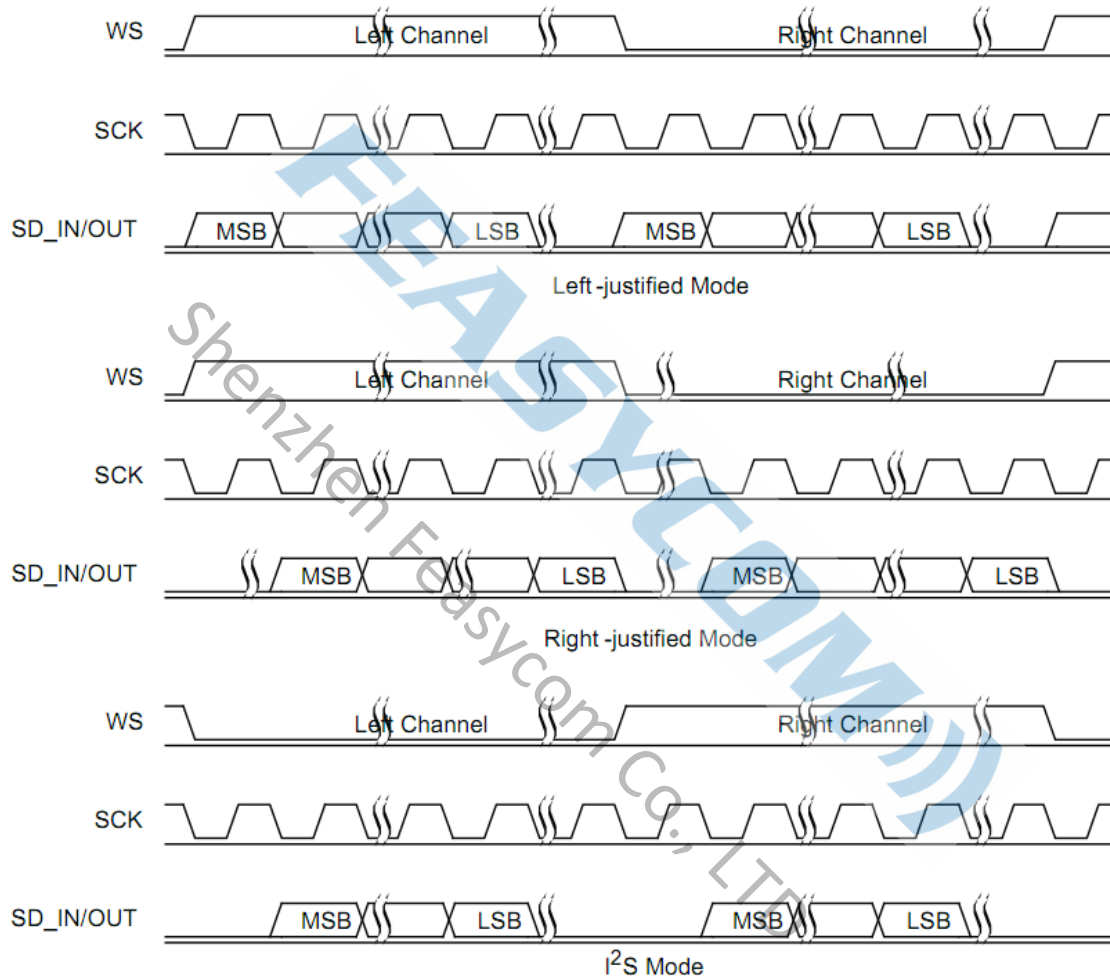 WS Left Channel Right Channel
SCK
SD_IN/OUT MSB LSB MSB LSB
Left-justified Mode
WS Left Channel Right Channel
SCK
SD_IN/OUT MSB LSB MSB LSB
Right-justified Mode
WS Left Channel Right Channel
SCK
SD_IN/OUT MSB LSB MSB LSB
I²S Mode
FEASYCOM
Shenzhen Feasycom Co., LTD